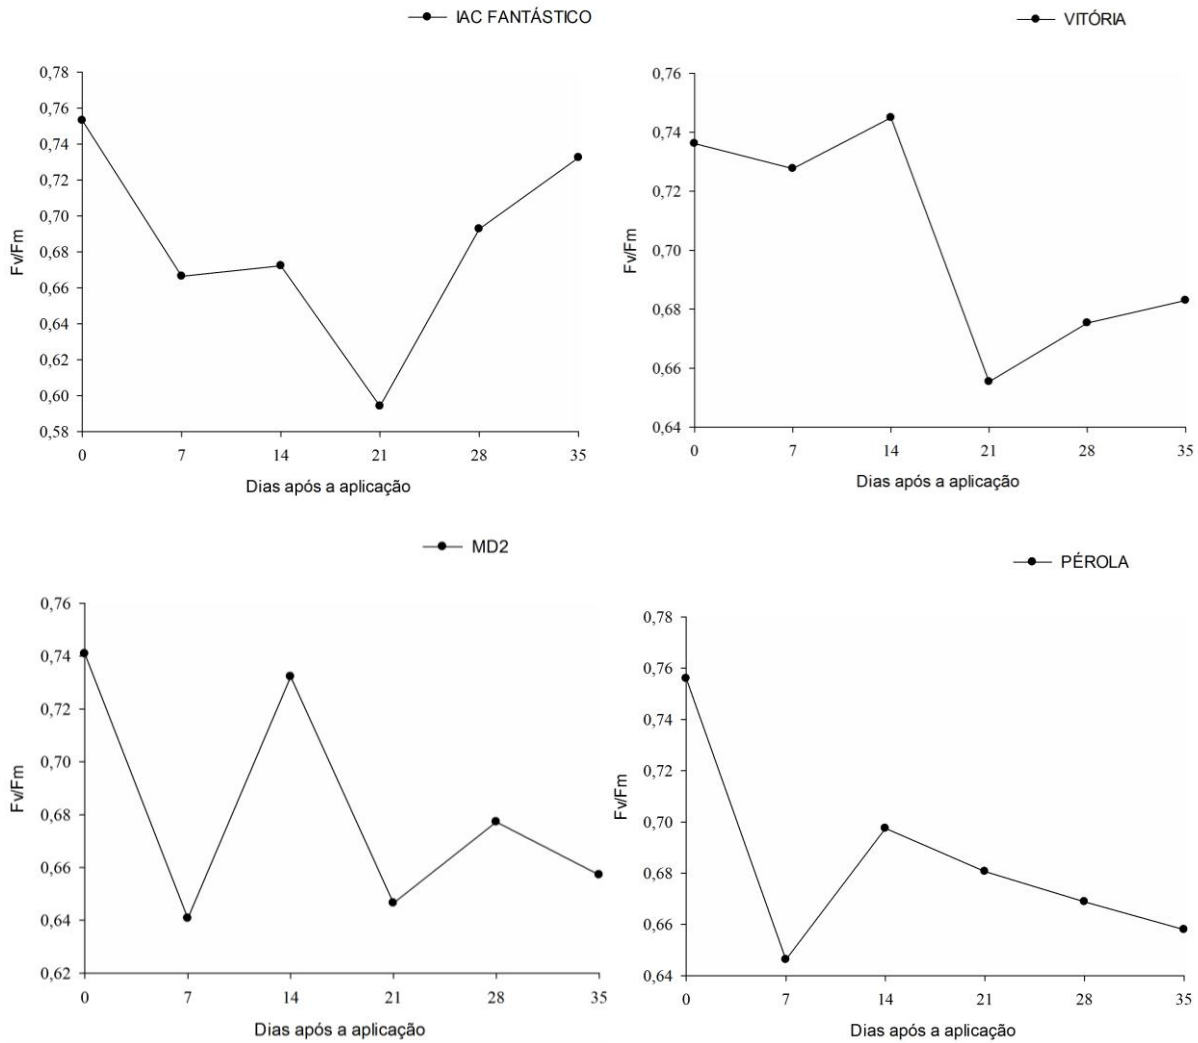 IAC FANTÁSTICO
0,78
0,76
0,74
0,72
0,70
0,68
0,66
0,64
0,62
0,60
0,58
Fv/Fm
0 7 14 21 28 35
Dias após a aplicação
VITÓRIA
0,76
0,74
0,72
0,70
0,68
0,66
0,64
Fv/Fm
0 7 14 21 28 35
Dias após a aplicação
MD2
0,76
0,74
0,72
0,70
0,68
0,66
0,64
0,62
Fv/Fm
0 7 14 21 28 35
Dias após a aplicação
PÉROLA
0,78
0,76
0,74
0,72
0,70
0,68
0,66
0,64
Fv/Fm
0 7 14 21 28 35
Dias após a aplicação